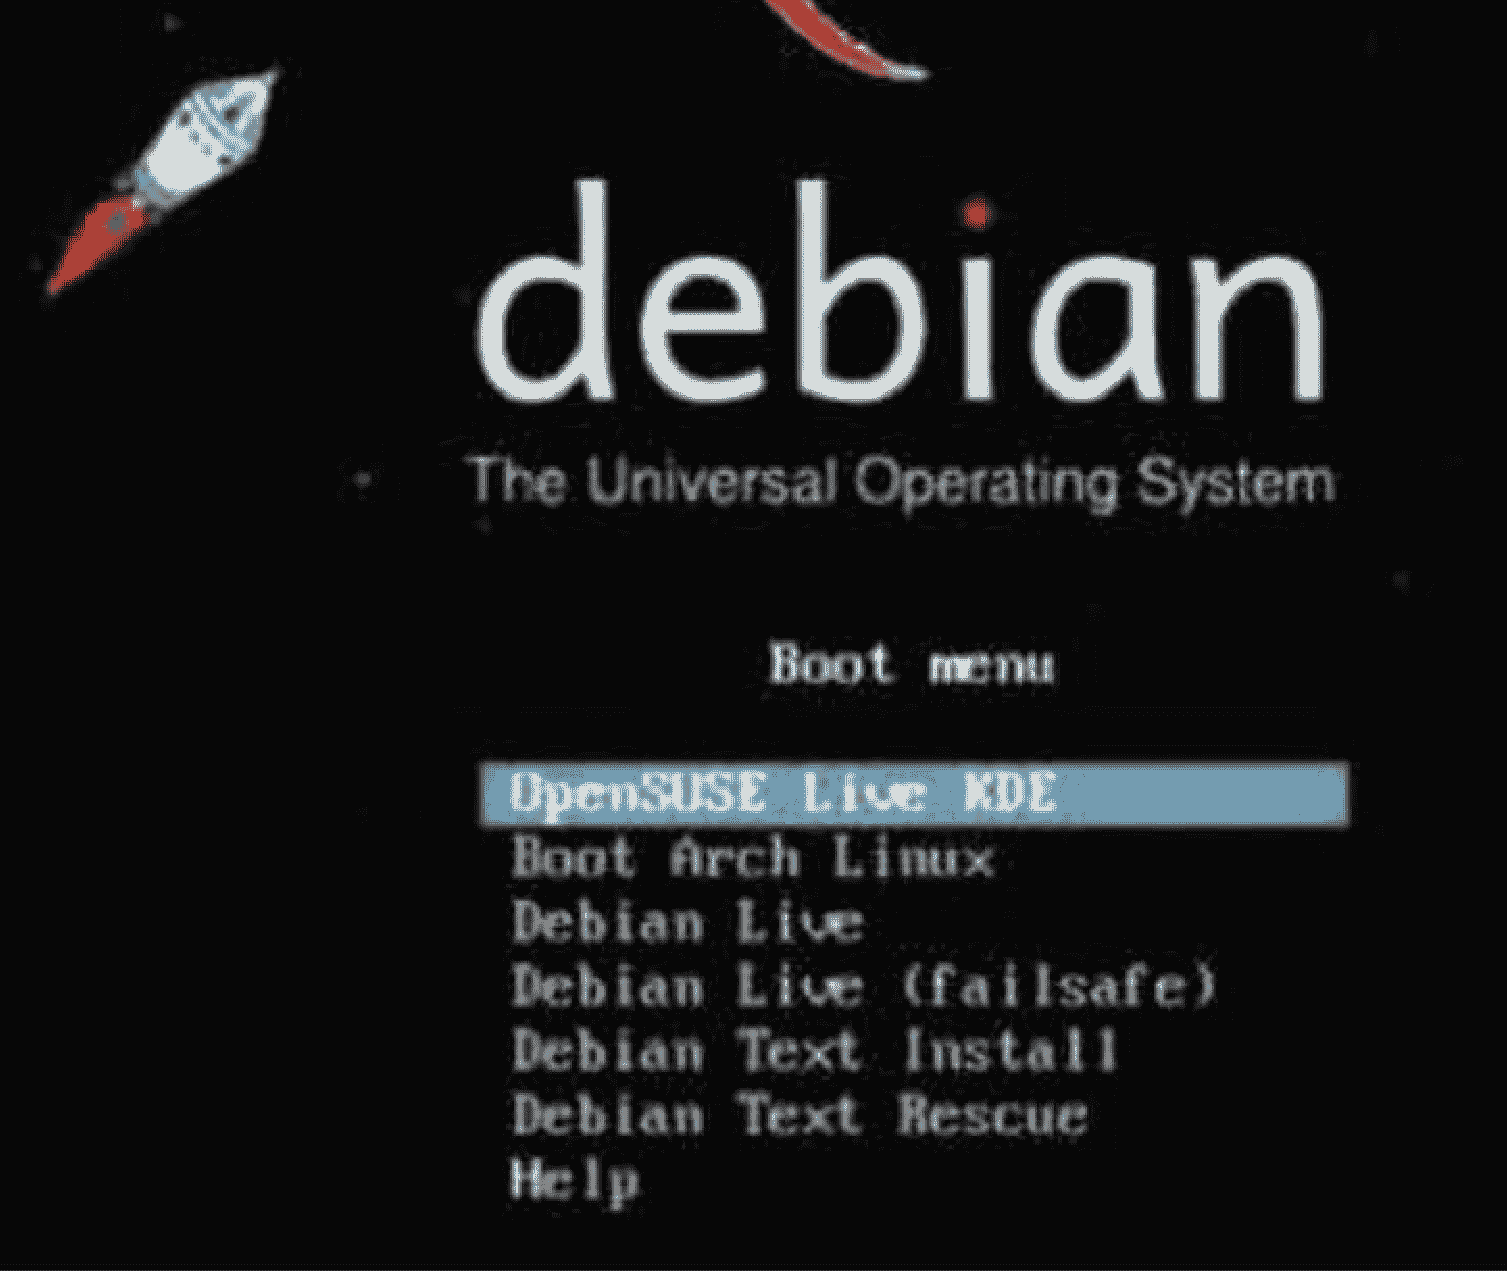 debian
The Universal Operating System
Boot menu
OpenSUSE Live KDE
Boot Arch Linux
Debian Live
Debian Live (failsafe)
Debian Text Install
Debian Text Rescue
Help